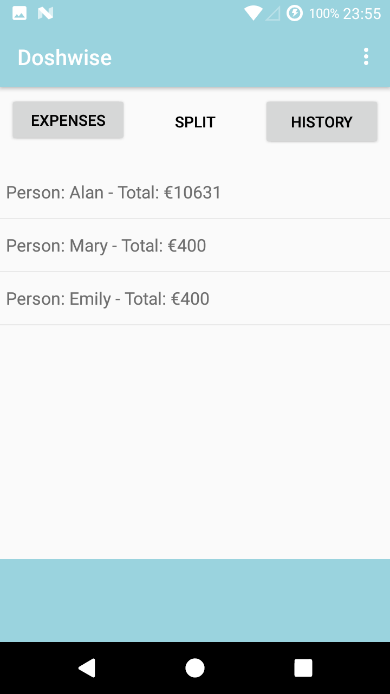 100% 23:55
Doshwise
EXPENSES SPLIT HISTORY
Person: Alan - Total: €10631
Person: Mary - Total: €400
Person: Emily - Total: €400